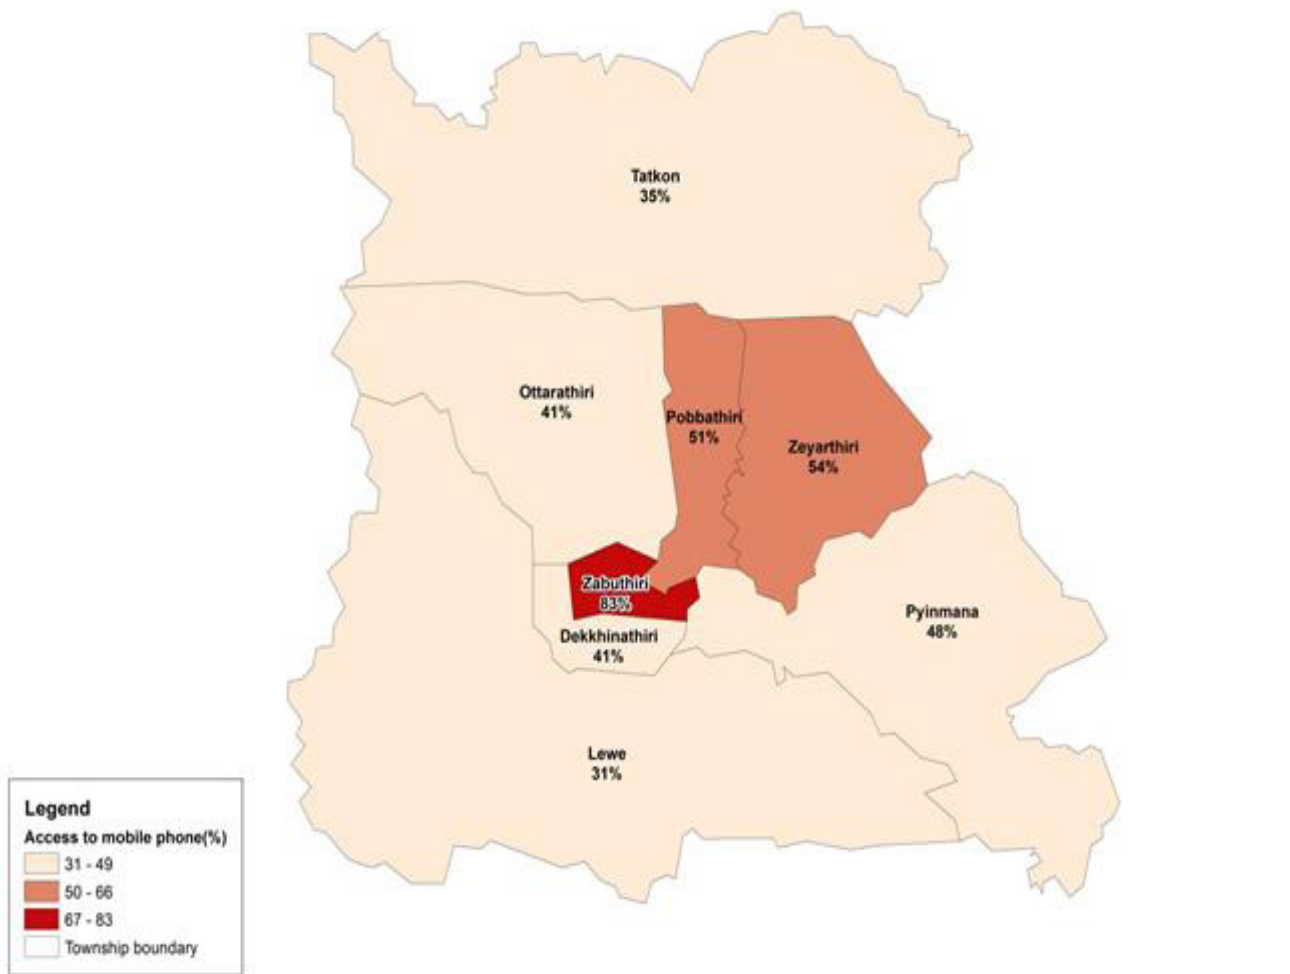 Tatkon
35%
Ottarathiri
41%
Pobbathiri
51%
Zeyarthiri
54%
Zabuthiri
83%
Dekkhinathiri
41%
Pyinmana
48%
Lewe
31%
Legend
Access to mobile phone(%)
31 - 49
50 - 66
67 - 83
Township boundary